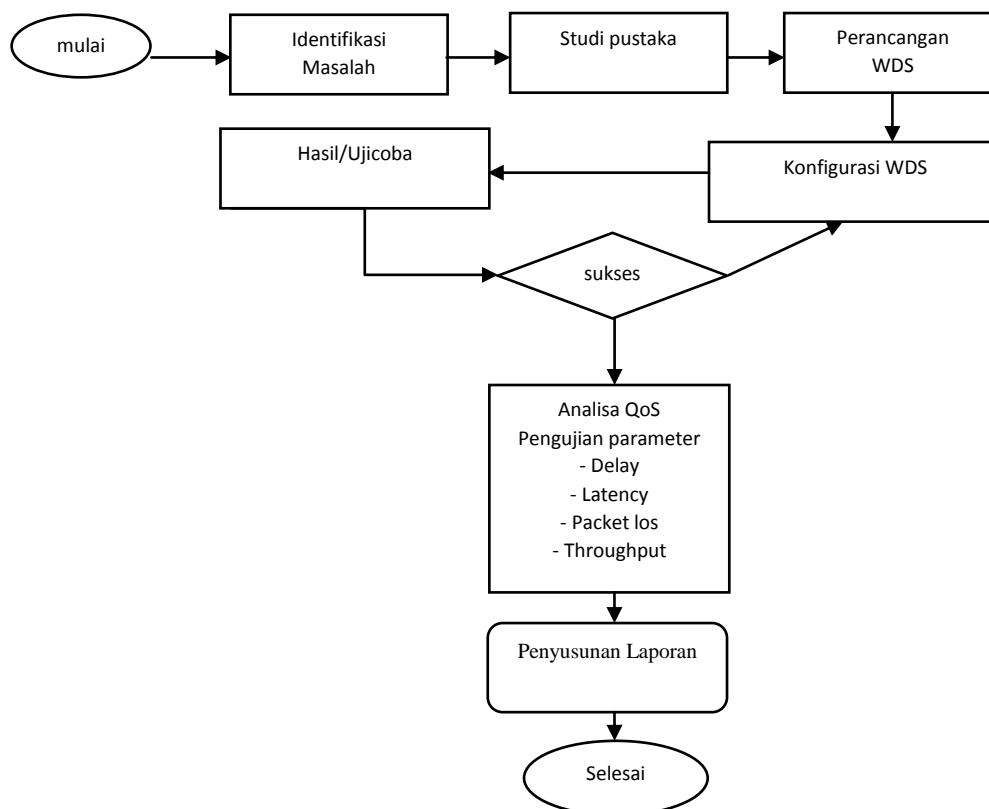 mulai
Identifikasi
Masalah
Studi pustaka
Perancangan
WDS
Hasil/Ujicoba
Konfigurasi WDS
sukses
Analisa QoS
Pengujian parameter
- Delay
- Latency
- Packet los
- Throughput
Penyusunan Laporan
Selesai